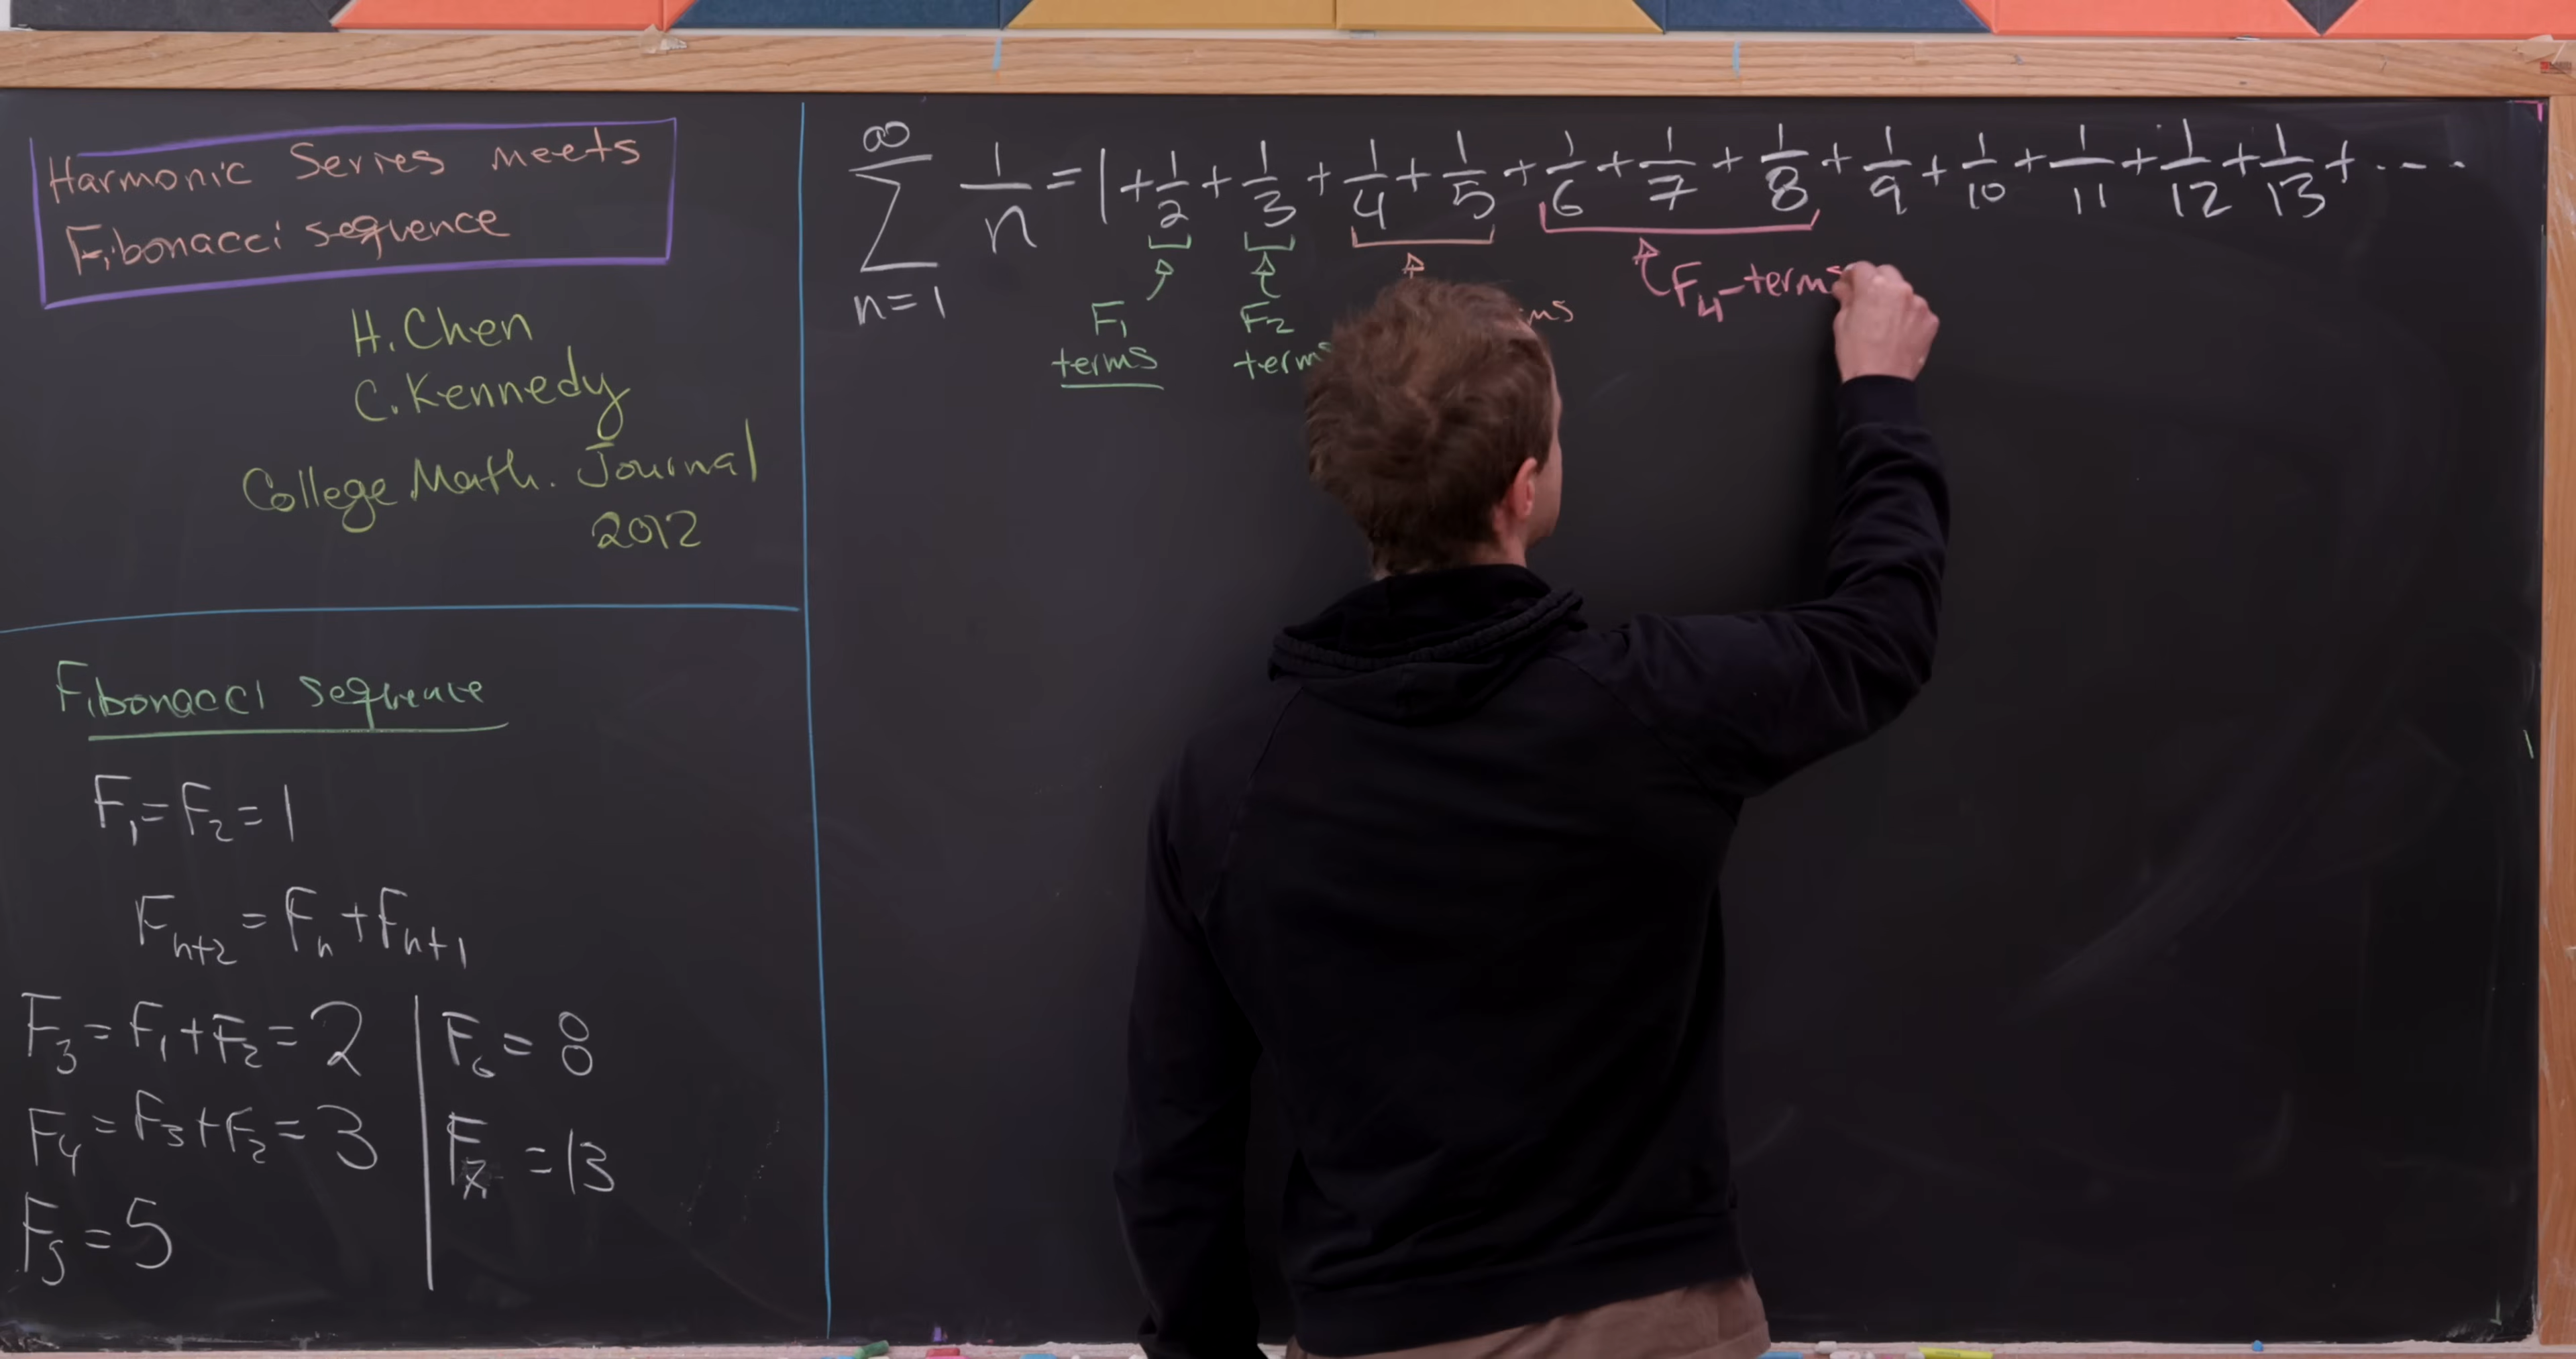 Harmonic Series meets
Fibonacci sequence
H. Chen
C. Kennedy
College Math. Journal
2012
Fibonacci sequence
F₁ = F₂ = 1
Fₙ₊₂ = Fₙ + Fₙ₊₁
F₃ = F₁ + F₂ = 2
F₄ = F₃ + F₂ = 3
F₅ = 5
F₆ = 8
F₇ = 13
∞
∑ 1/n = 1 + 1/2 + 1/3 + 1/4 + 1/5 + 1/6 + 1/7 + 1/8 + 1/9 + 1/10 + 1/11 + 1/12 + 1/13 + ....
n=1
F₁
terms
F₂
terms
F₄-terms